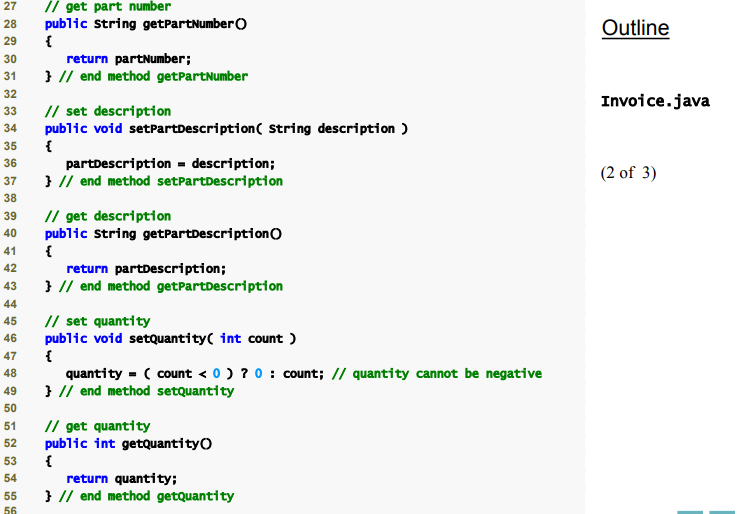 27 // get part number
28 public String getPartNumber()
29 {
30 return partNumber;
31 } // end method getPartNumber
32
33 // set description
34 public void setPartDescription( String description )
35 {
36 partDescription = description;
37 } // end method setPartDescription
38
39 // get description
40 public String getPartDescription()
41 {
42 return partDescription;
43 } // end method getPartDescription
44
45 // set quantity
46 public void setQuantity( int count )
47 {
48 quantity = ( count < 0 ) ? 0 : count; // quantity cannot be negative
49 } // end method setQuantity
50
51 // get quantity
52 public int getQuantity()
53 {
54 return quantity;
55 } // end method getQuantity
56
Outline
Invoice.java
(2 of 3)